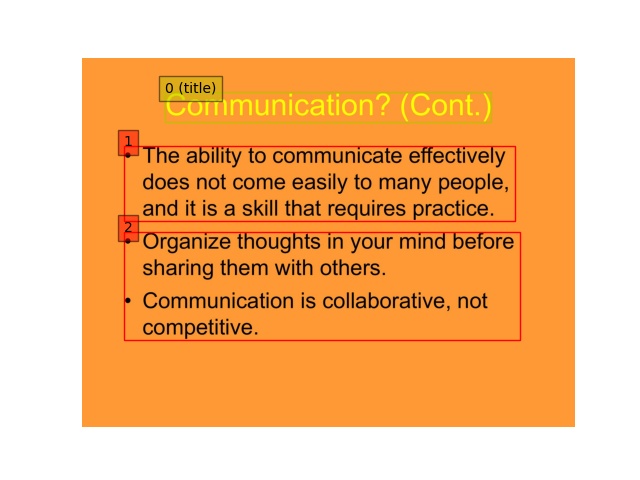 0 (title)
Communication? (Cont.)
1
• The ability to communicate effectively
does not come easily to many people,
and it is a skill that requires practice.
2
• Organize thoughts in your mind before
sharing them with others.
• Communication is collaborative, not
competitive.